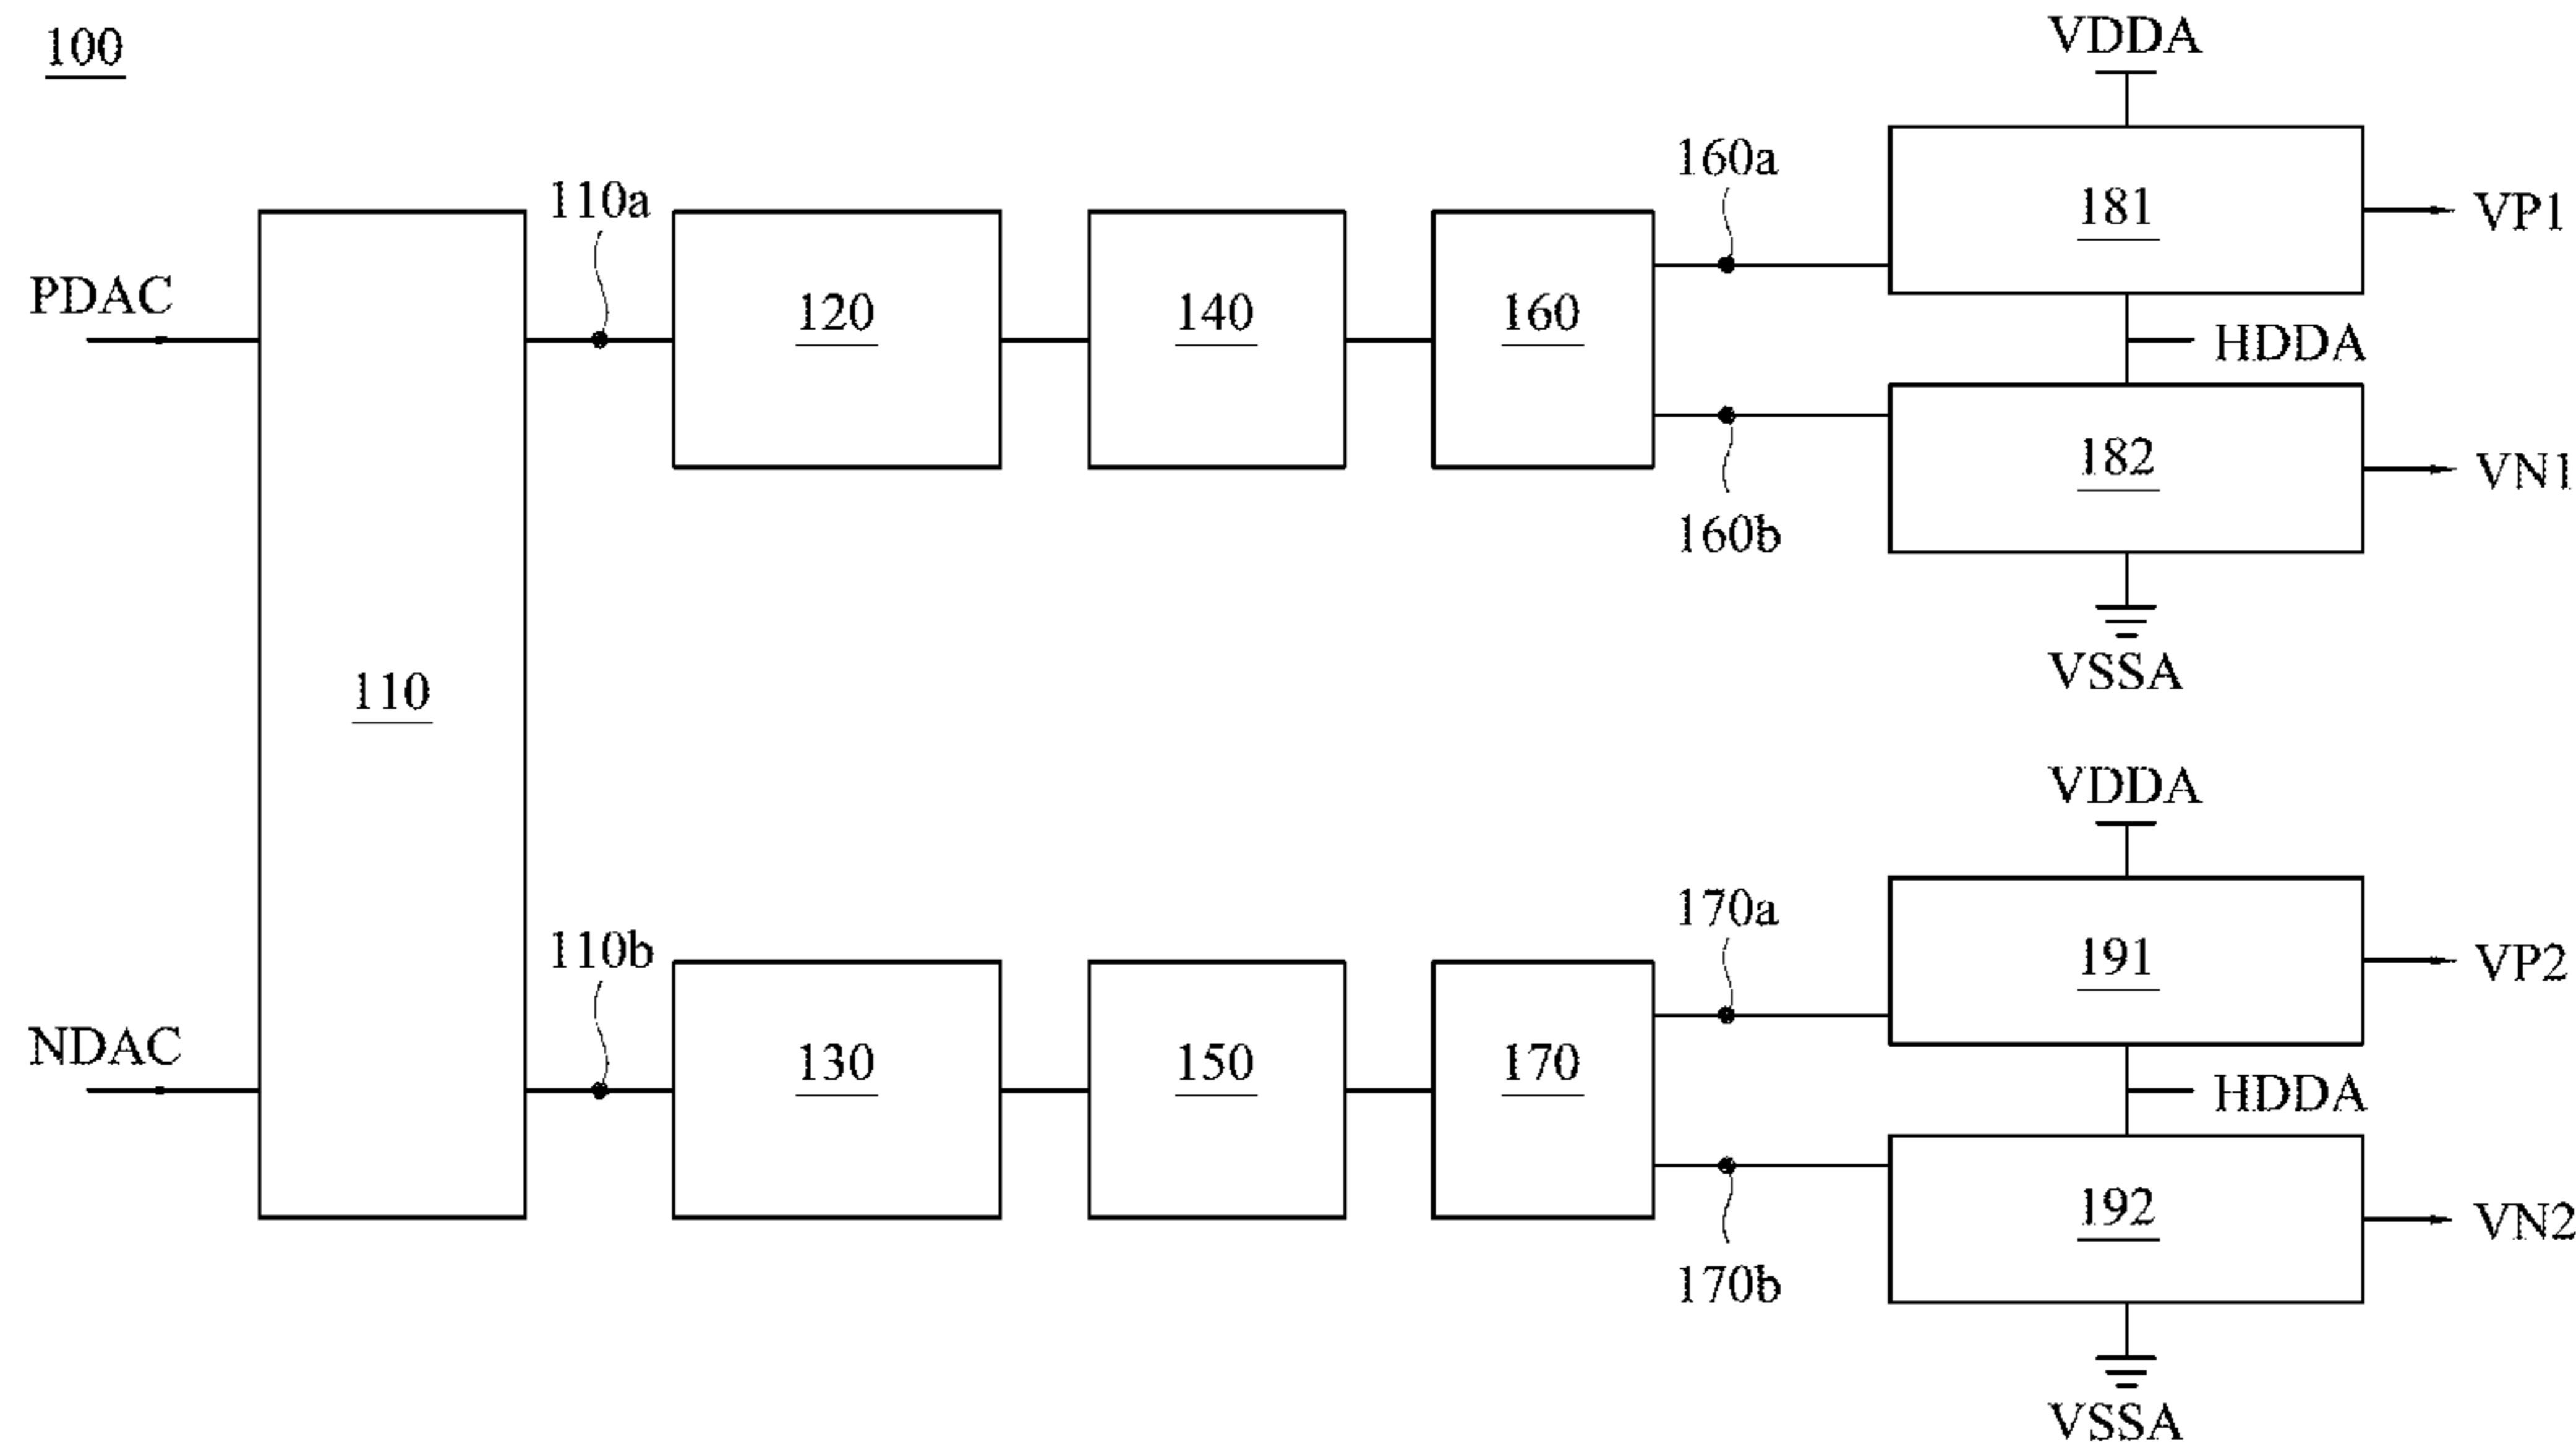 100
VDDA
160a
181
VP1
110a
PDAC
120
140
160
HDDA
182
VN1
160b
VSSA
110
VDDA
170a
191
VP2
110b
NDAC
130
150
170
HDDA
192
VN2
170b
VSSA